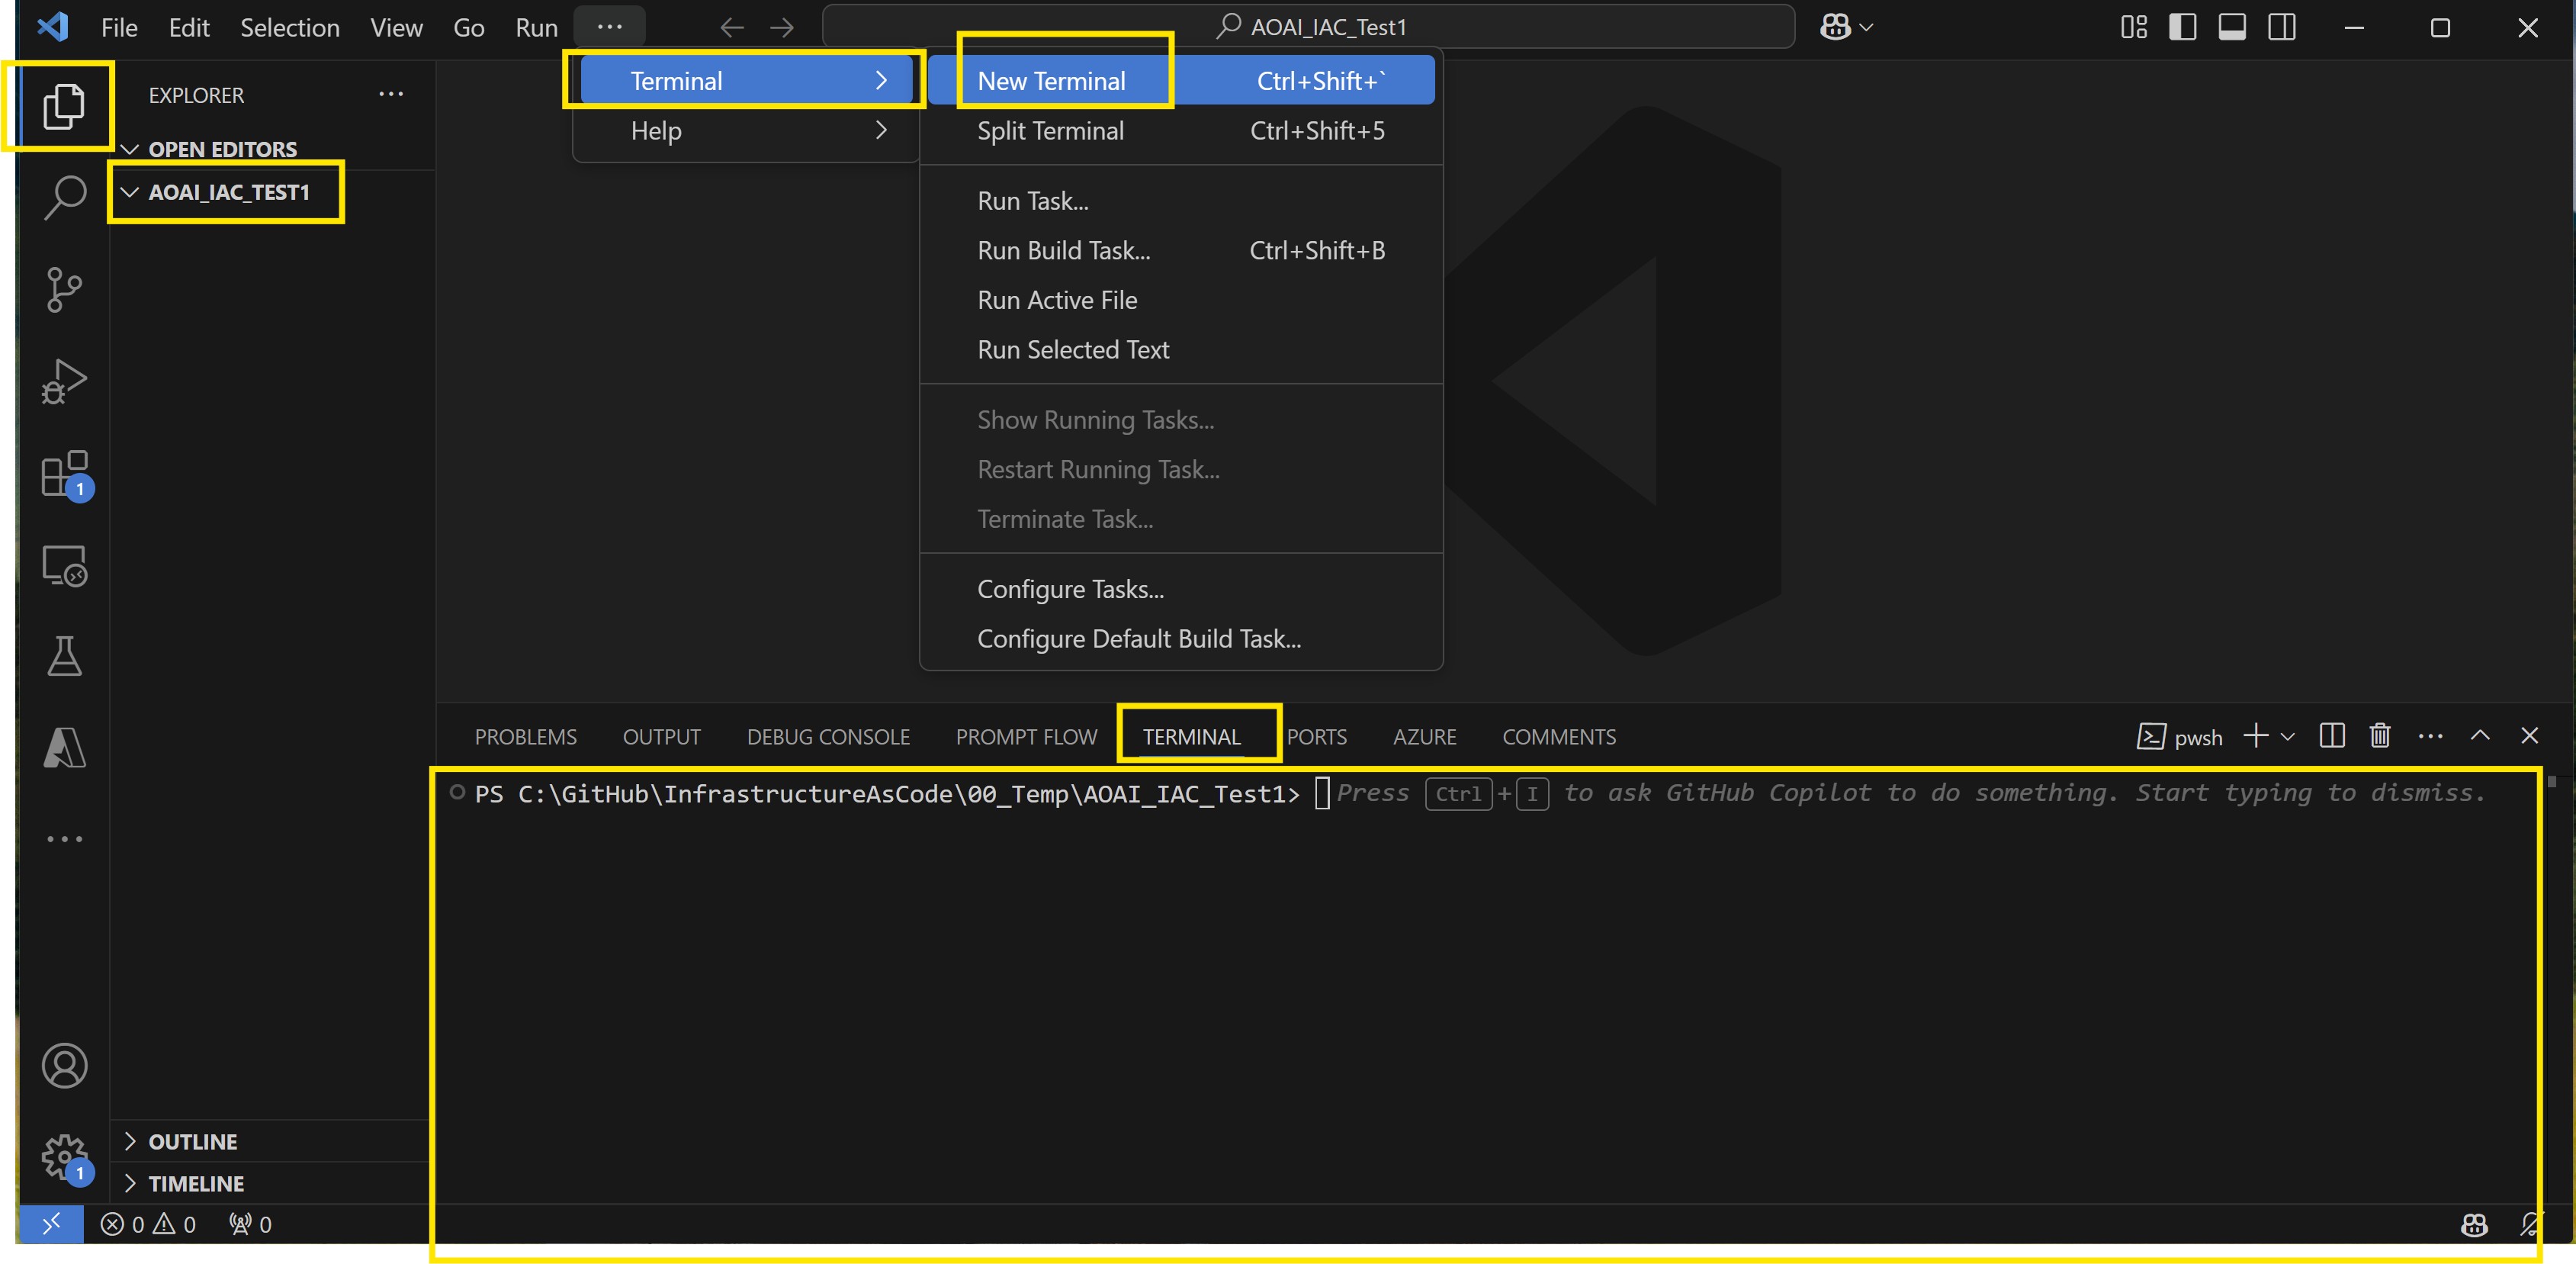 File Edit Selection View Go Run ···
AOAI_IAC_Test1
EXPLORER ···
OPEN EDITORS
AOAI_IAC_TEST1
Terminal
Help
New Terminal Ctrl+Shift+`
Split Terminal Ctrl+Shift+5
Run Task...
Run Build Task... Ctrl+Shift+B
Run Active File
Run Selected Text
Show Running Tasks...
Restart Running Task...
Terminate Task...
Configure Tasks...
Configure Default Build Task...
1
PROBLEMS OUTPUT DEBUG CONSOLE PROMPT FLOW TERMINAL PORTS AZURE COMMENTS
pwsh
PS C:\GitHub\InfrastructureAsCode\00_Temp\AOAI_IAC_Test1> Press Ctrl+I to ask GitHub Copilot to do something. Start typing to dismiss.
OUTLINE
1
TIMELINE
0 0 0